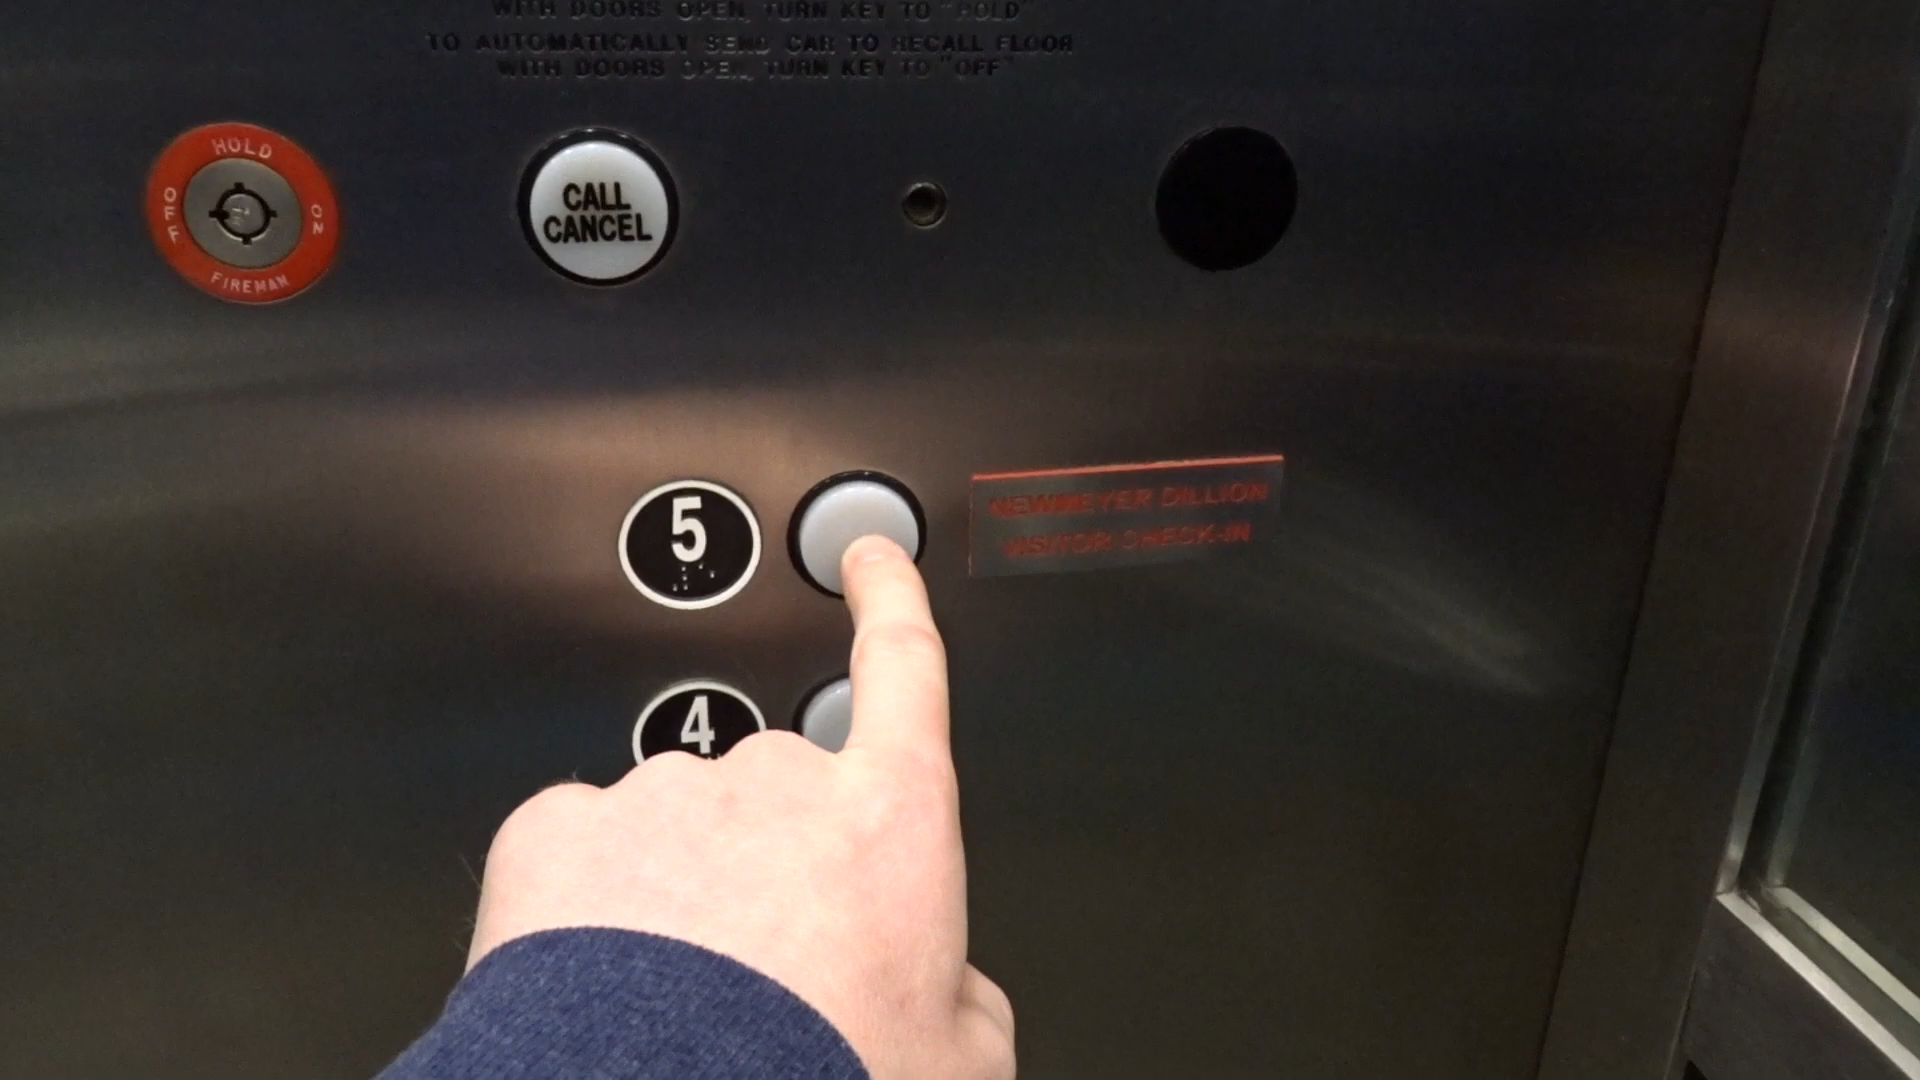 WITH DOORS OPEN, TURN KEY TO "HOLD"
TO AUTOMATICALLY SEND CAR TO RECALL FLOOR
WITH DOORS OPEN, TURN KEY TO "OFF"
HOLD
OFF
ON
FIREMAN
CALL
CANCEL
5
NEWMEYER DILLION
VISITOR CHECK-IN
4